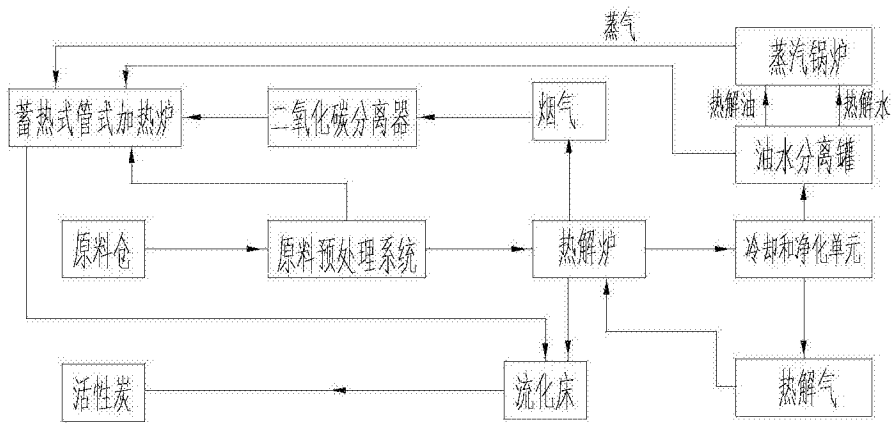 蒸气
蒸汽锅炉
热解油
热解水
蓄热式管式加热炉
二氧化碳分离器
烟气
油水分离罐
原料仓
原料预处理系统
热解炉
冷却和净化单元
活性炭
流化床
热解气